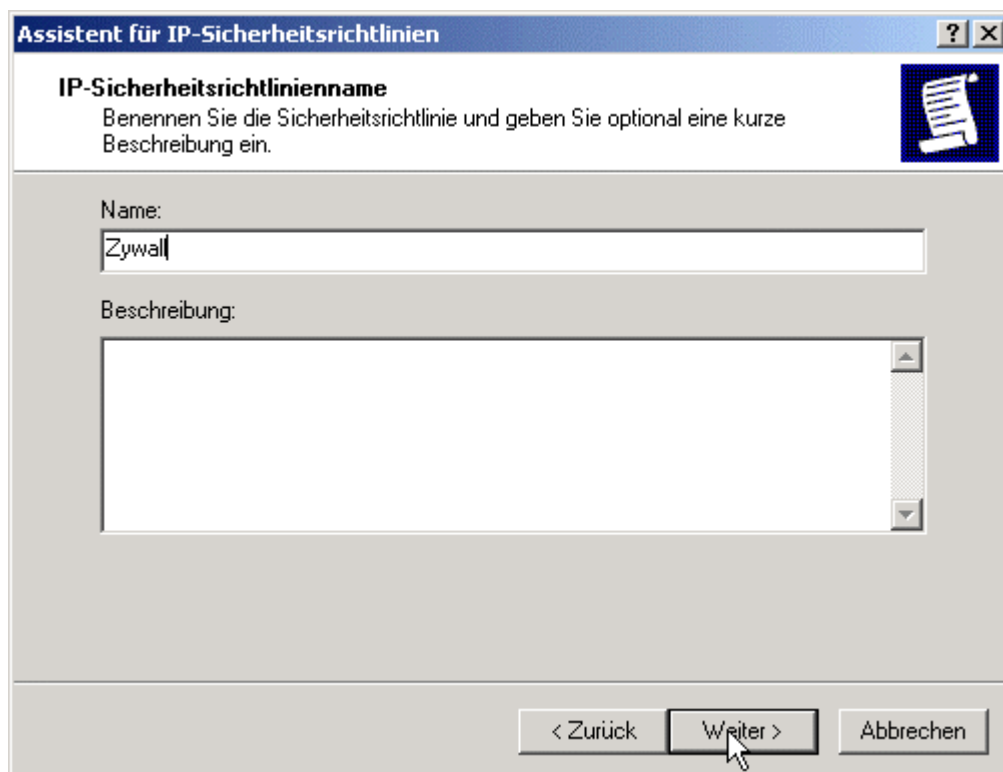 Assistent für IP-Sicherheitsrichtlinien
IP-Sicherheitsrichtlinienname
Benennen Sie die Sicherheitsrichtlinie und geben Sie optional eine kurze
Beschreibung ein.
Name:
Zywall
Beschreibung:
< Zurück
Weiter >
Abbrechen